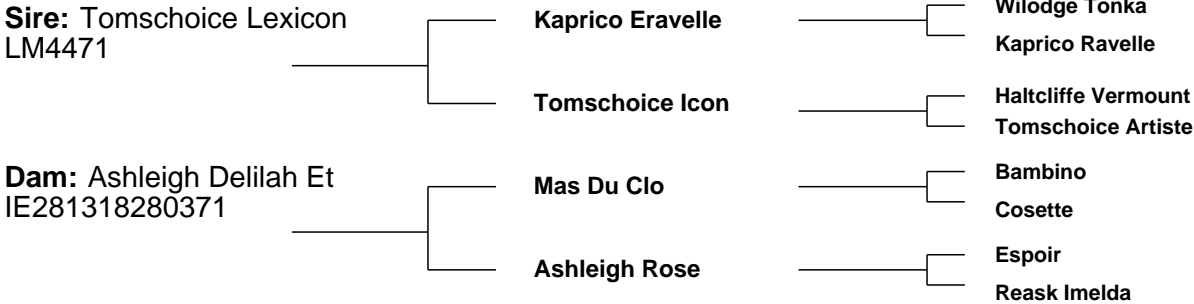 Sire: Tomschoice Lexicon
LM4471
Kaprico Eravelle
Wilodge Tonka
Kaprico Ravelle
Tomschoice Icon
Haltcliffe Vermount
Tomschoice Artiste
Dam: Ashleigh Delilah Et
IE281318280371
Mas Du Clo
Bambino
Cosette
Ashleigh Rose
Espoir
Reask Imelda